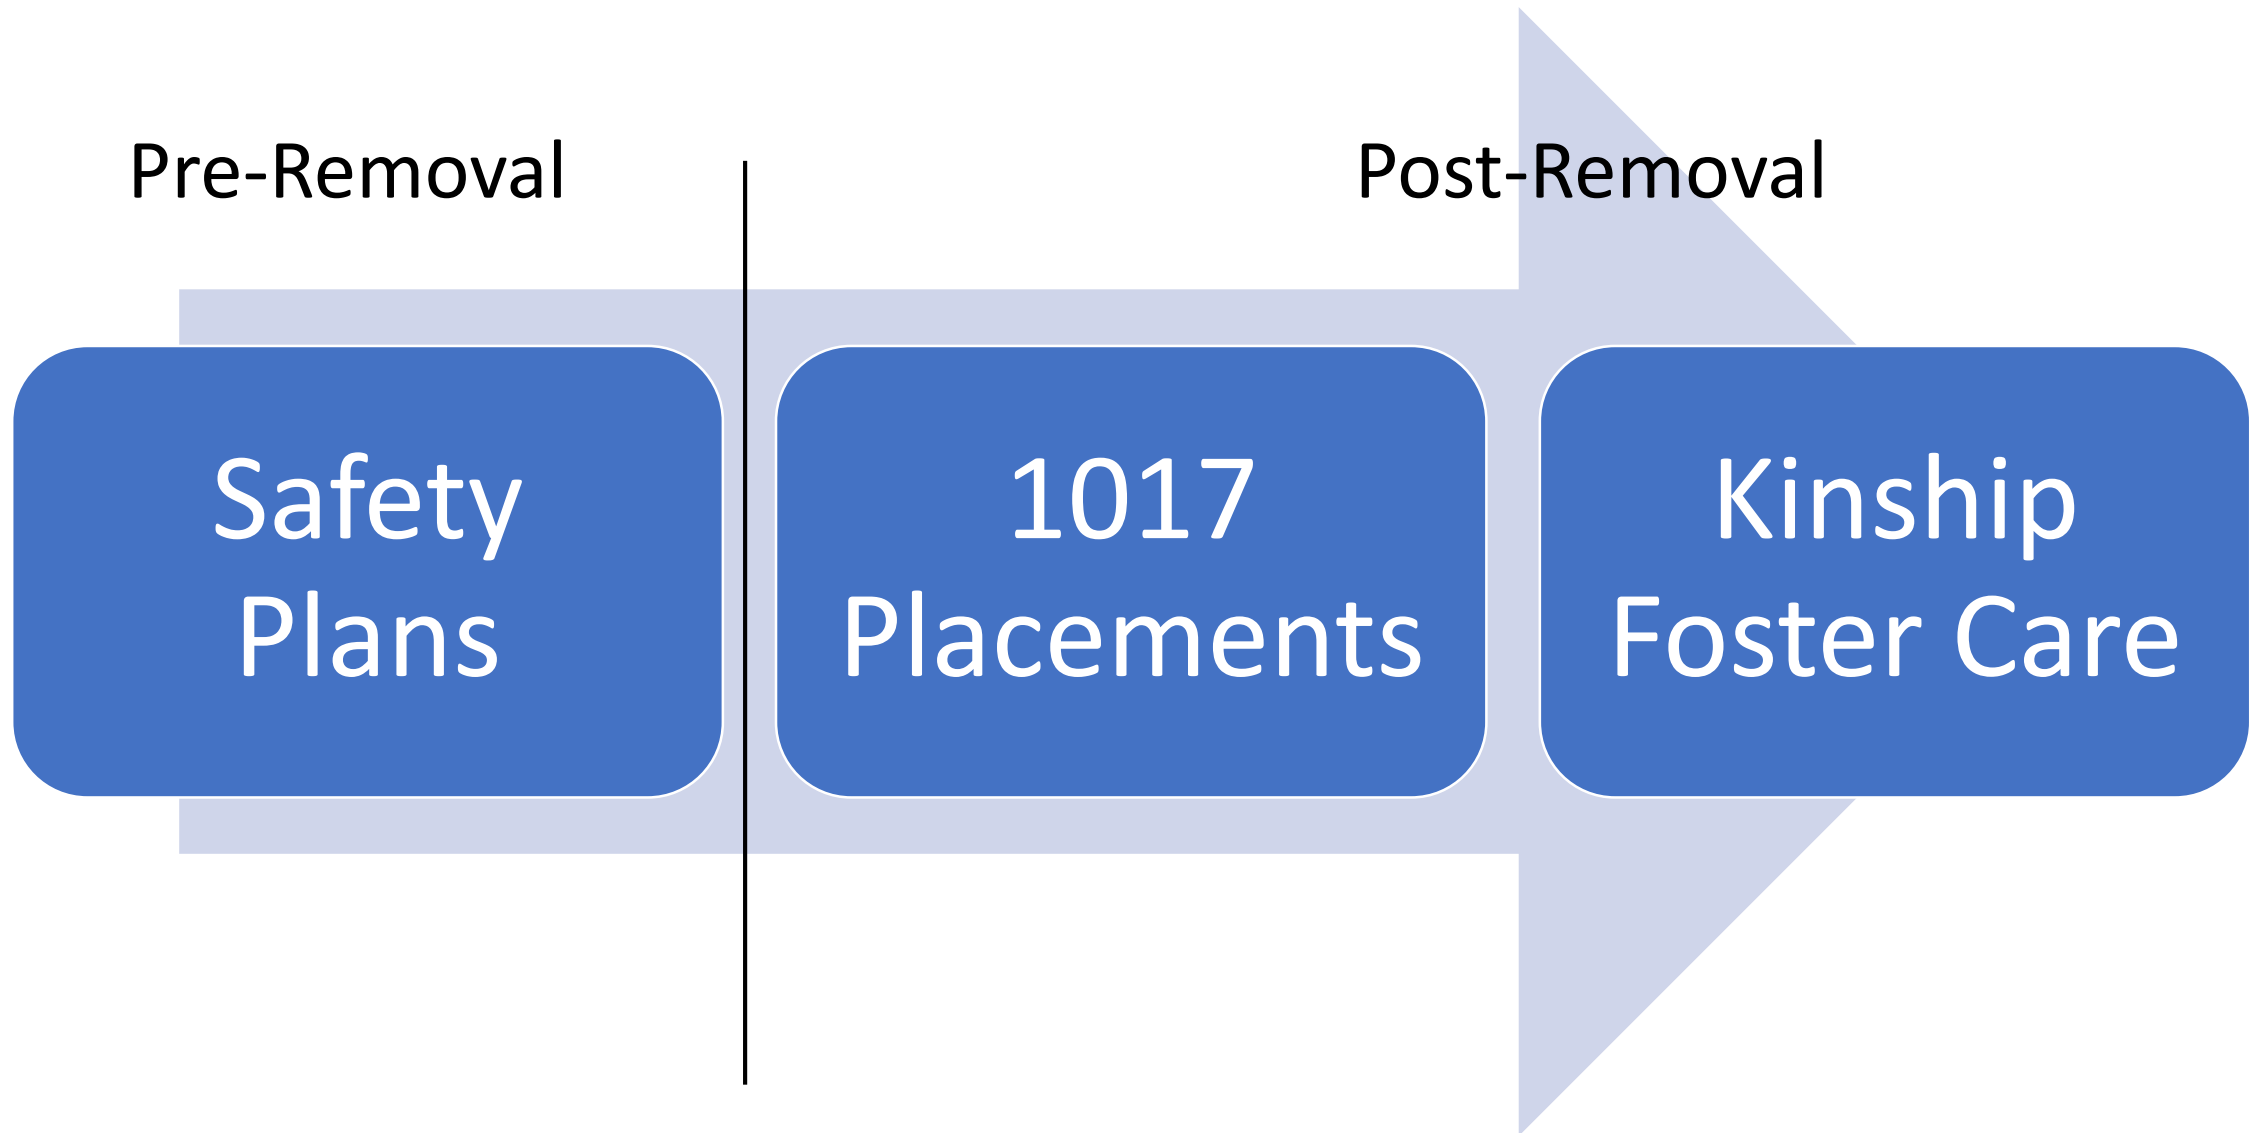 Pre-Removal
Post-Removal
Safety
Plans
1017
Placements
Kinship
Foster Care